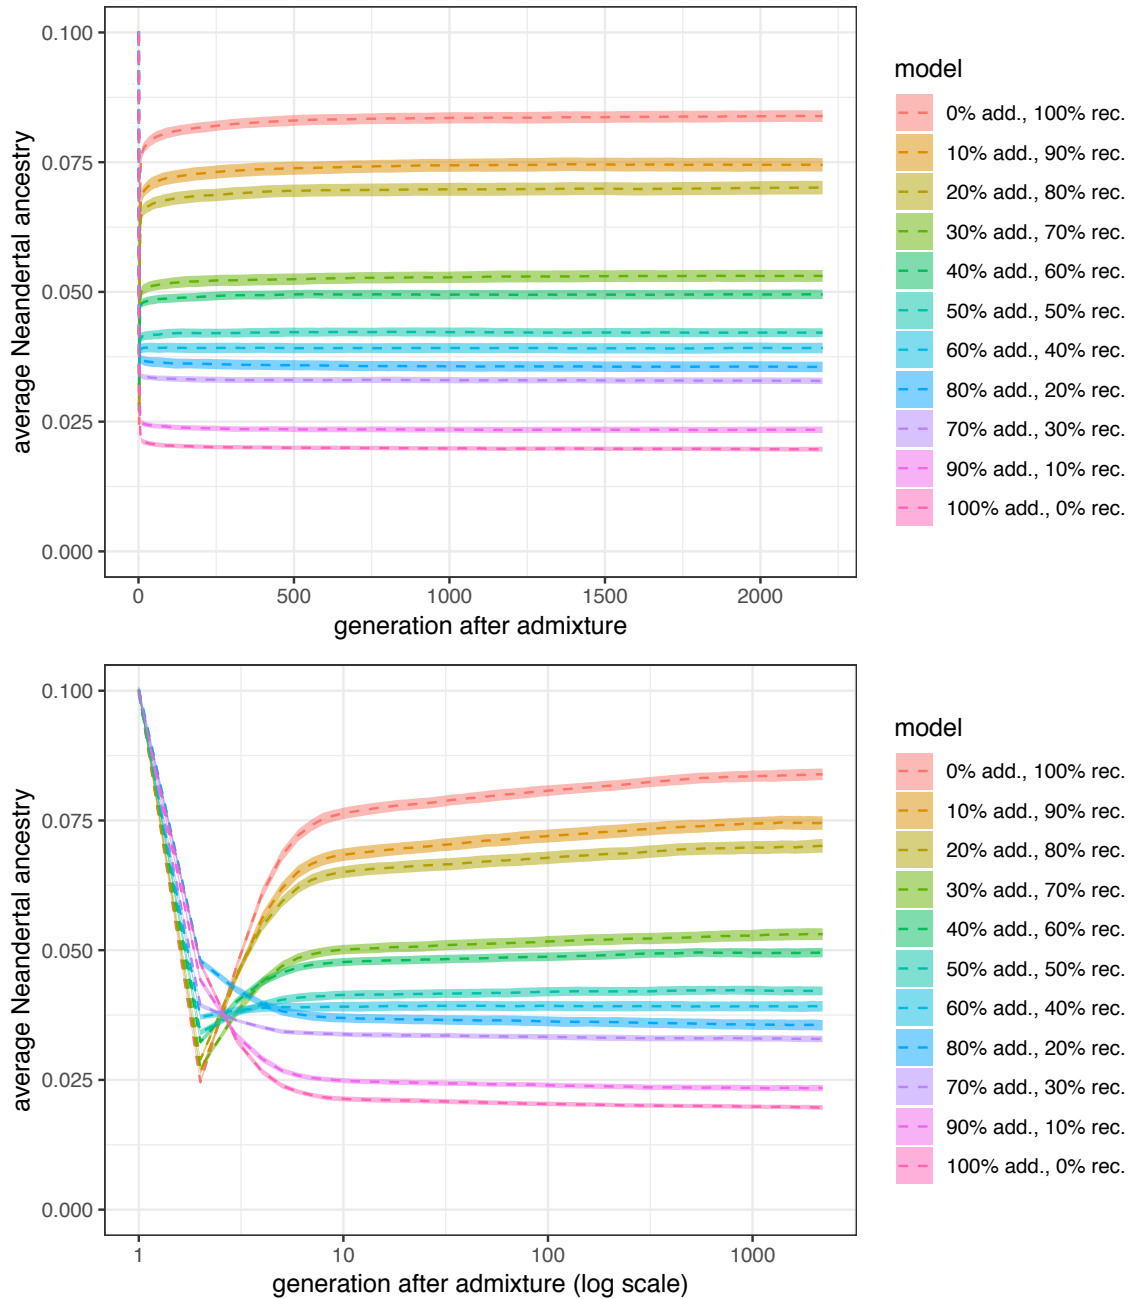 0.100
0.075
0.050
0.025
0.000
average Neandertal ancestry
0 500 1000 1500 2000
generation after admixture
model
0% add., 100% rec.
10% add., 90% rec.
20% add., 80% rec.
30% add., 70% rec.
40% add., 60% rec.
50% add., 50% rec.
60% add., 40% rec.
80% add., 20% rec.
70% add., 30% rec.
90% add., 10% rec.
100% add., 0% rec.
0.100
0.075
0.050
0.025
0.000
average Neandertal ancestry
1 10 100 1000
generation after admixture (log scale)
model
0% add., 100% rec.
10% add., 90% rec.
20% add., 80% rec.
30% add., 70% rec.
40% add., 60% rec.
50% add., 50% rec.
60% add., 40% rec.
80% add., 20% rec.
70% add., 30% rec.
90% add., 10% rec.
100% add., 0% rec.